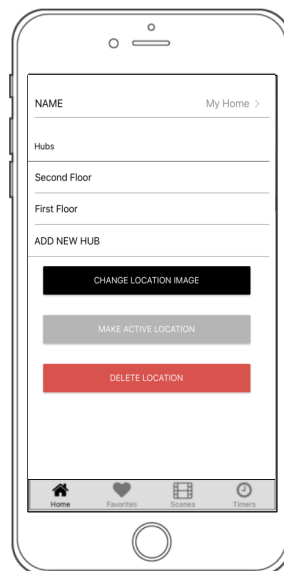 NAME My Home >
Hubs
Second Floor
First Floor
ADD NEW HUB
CHANGE LOCATION IMAGE
MAKE ACTIVE LOCATION
DELETE LOCATION
Home Favorites Scenes Timers